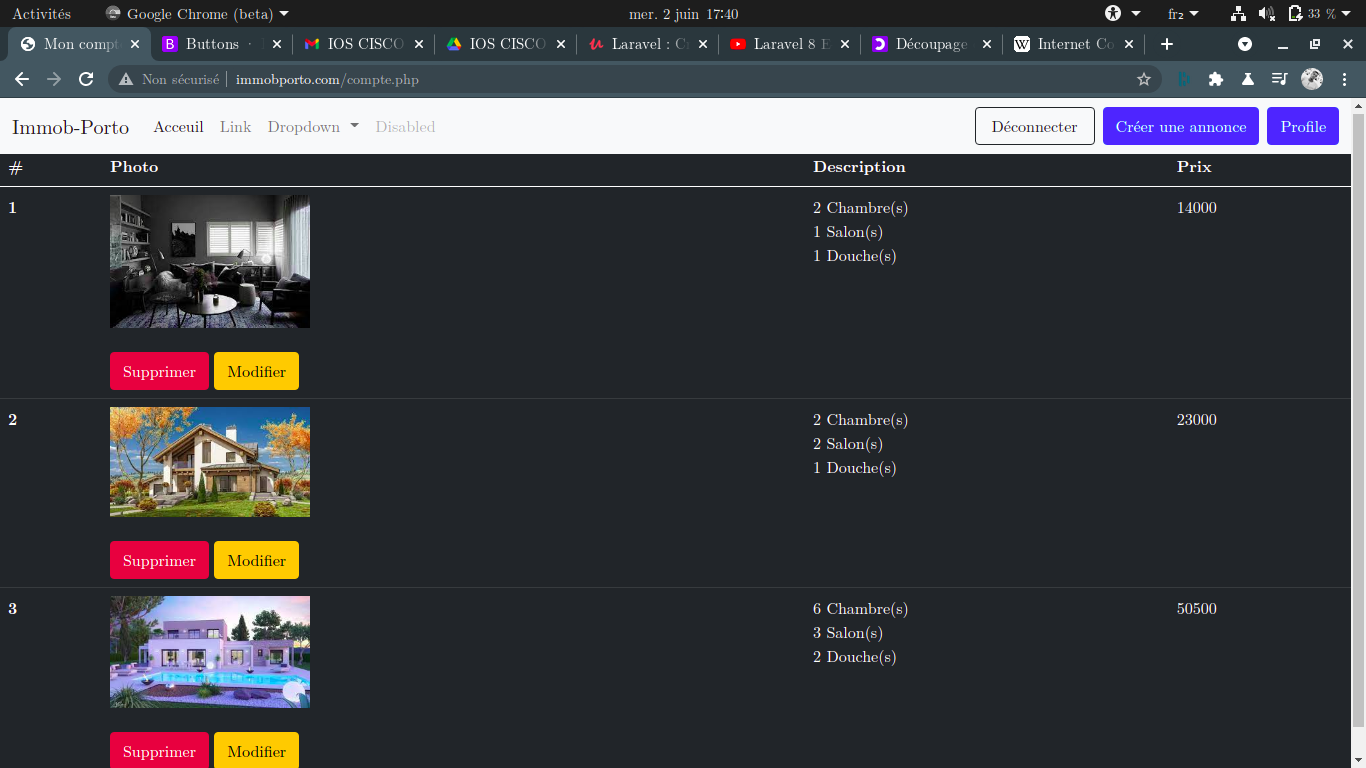 Activités Google Chrome (beta) mer. 2 juin 17:40 fr₂ 33 %
Mon compt Buttons · IOS CISCO IOS CISCO Laravel : C Laravel 8 E Découpage Internet Co
Non sécurisé immobporto.com/compte.php
Immob-Porto Acceuil Link Dropdown Disabled Déconnecter Créer une annonce Profile
# Photo Description Prix
1 2 Chambre(s) 14000
1 Salon(s)
1 Douche(s)
Supprimer Modifier
2 2 Chambre(s) 23000
2 Salon(s)
1 Douche(s)
Supprimer Modifier
3 6 Chambre(s) 50500
3 Salon(s)
2 Douche(s)
Supprimer Modifier